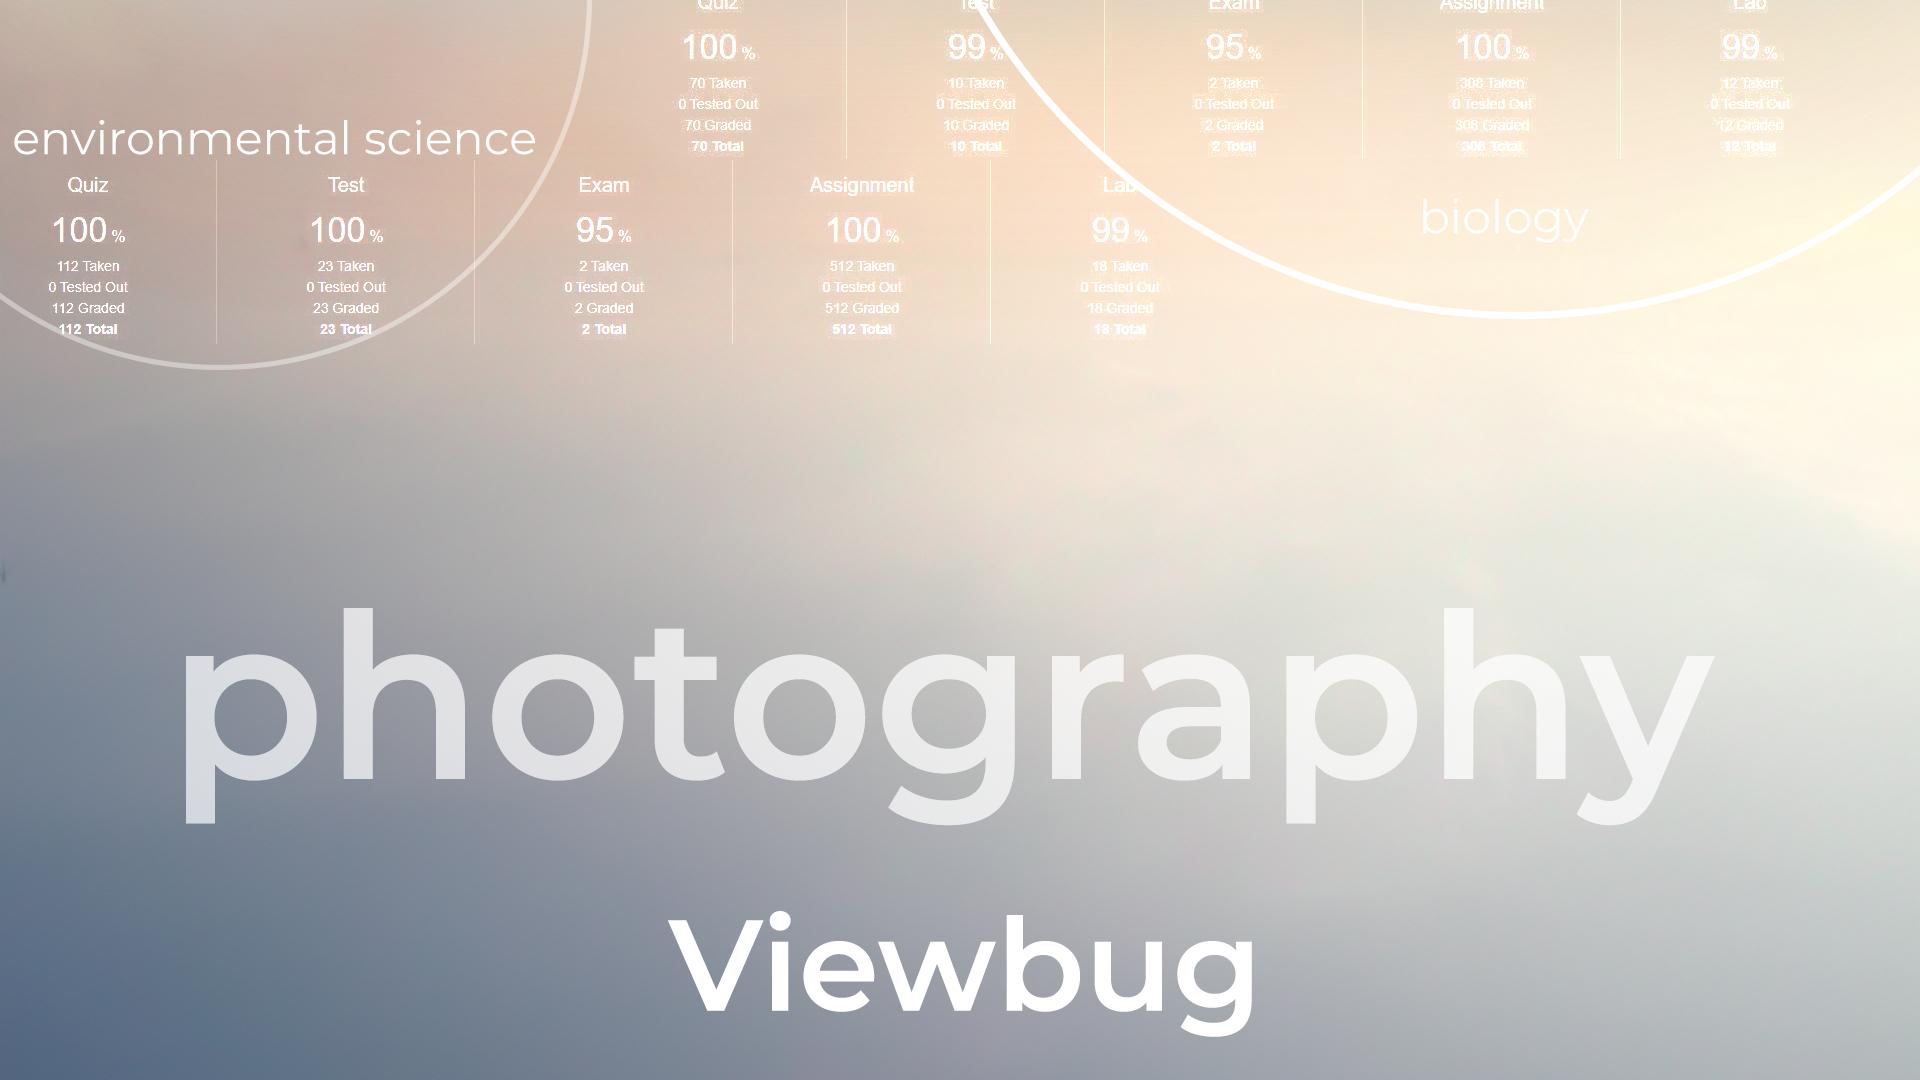 Quiz Test Exam Assignment Lab
100 % 99 % 95 % 100 % 99 %
70 Taken 10 Taken 2 Taken 308 Taken 12 Taken
0 Tested Out 0 Tested Out 0 Tested Out 0 Tested Out 0 Tested Out
70 Graded 10 Graded 2 Graded 308 Graded 12 Graded
70 Total 10 Total 2 Total 308 Total 12 Total
environmental science
Quiz Test Exam Assignment Lab
100 % 100 % 95 % 100 % 99 %
112 Taken 23 Taken 2 Taken 512 Taken 18 Taken
0 Tested Out 0 Tested Out 0 Tested Out 0 Tested Out 0 Tested Out
112 Graded 23 Graded 2 Graded 512 Graded 18 Graded
112 Total 23 Total 2 Total 512 Total 18 Total
biology
photography
Viewbug